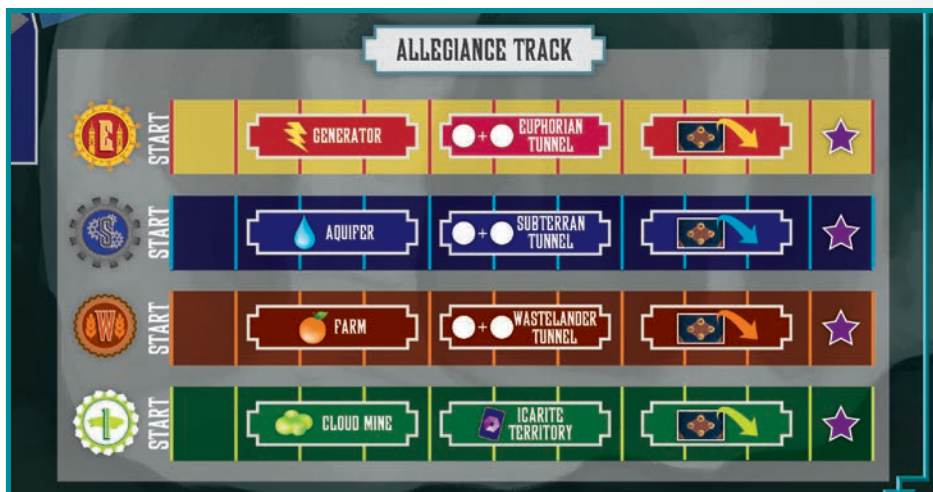 ALLEGIANCE TRACK
E
START
GENERATOR
+
EUPHORIAN
TUNNEL
S
START
AQUIFER
+
SUBTERRAN
TUNNEL
W
START
FARM
+
WASTELANDER
TUNNEL
I
START
CLOUD MINE
ICARITE
TERRITORY